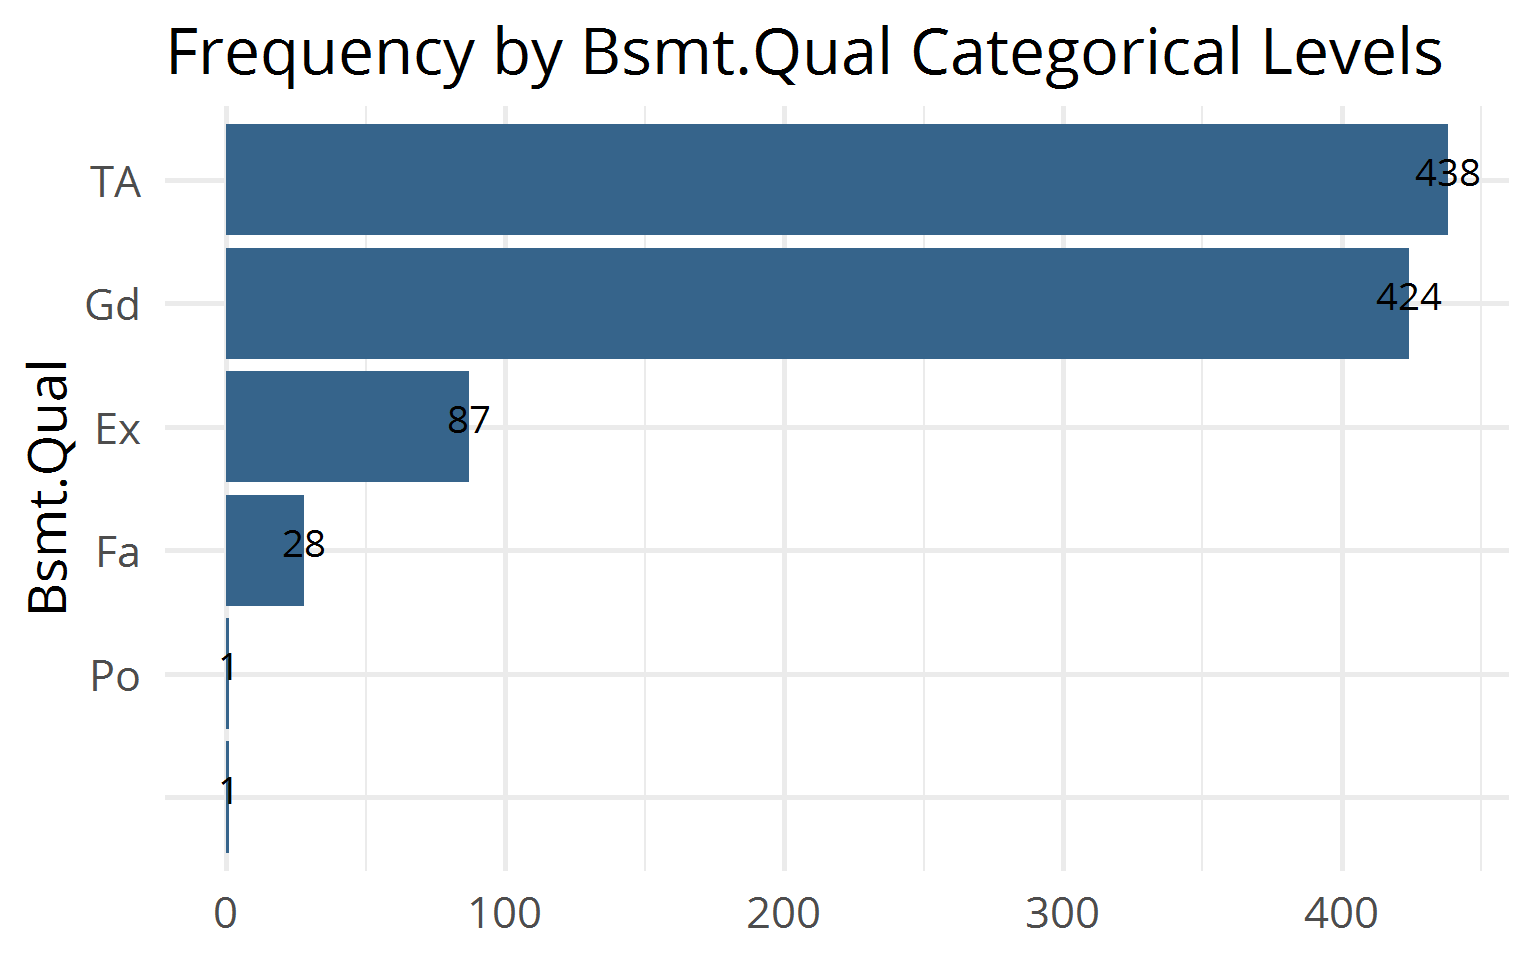 Frequency by Bsmt.Qual Categorical Levels
Bsmt.Qual
TA 438
Gd 424
Ex 87
Fa 28
Po 1
1
0 100 200 300 400